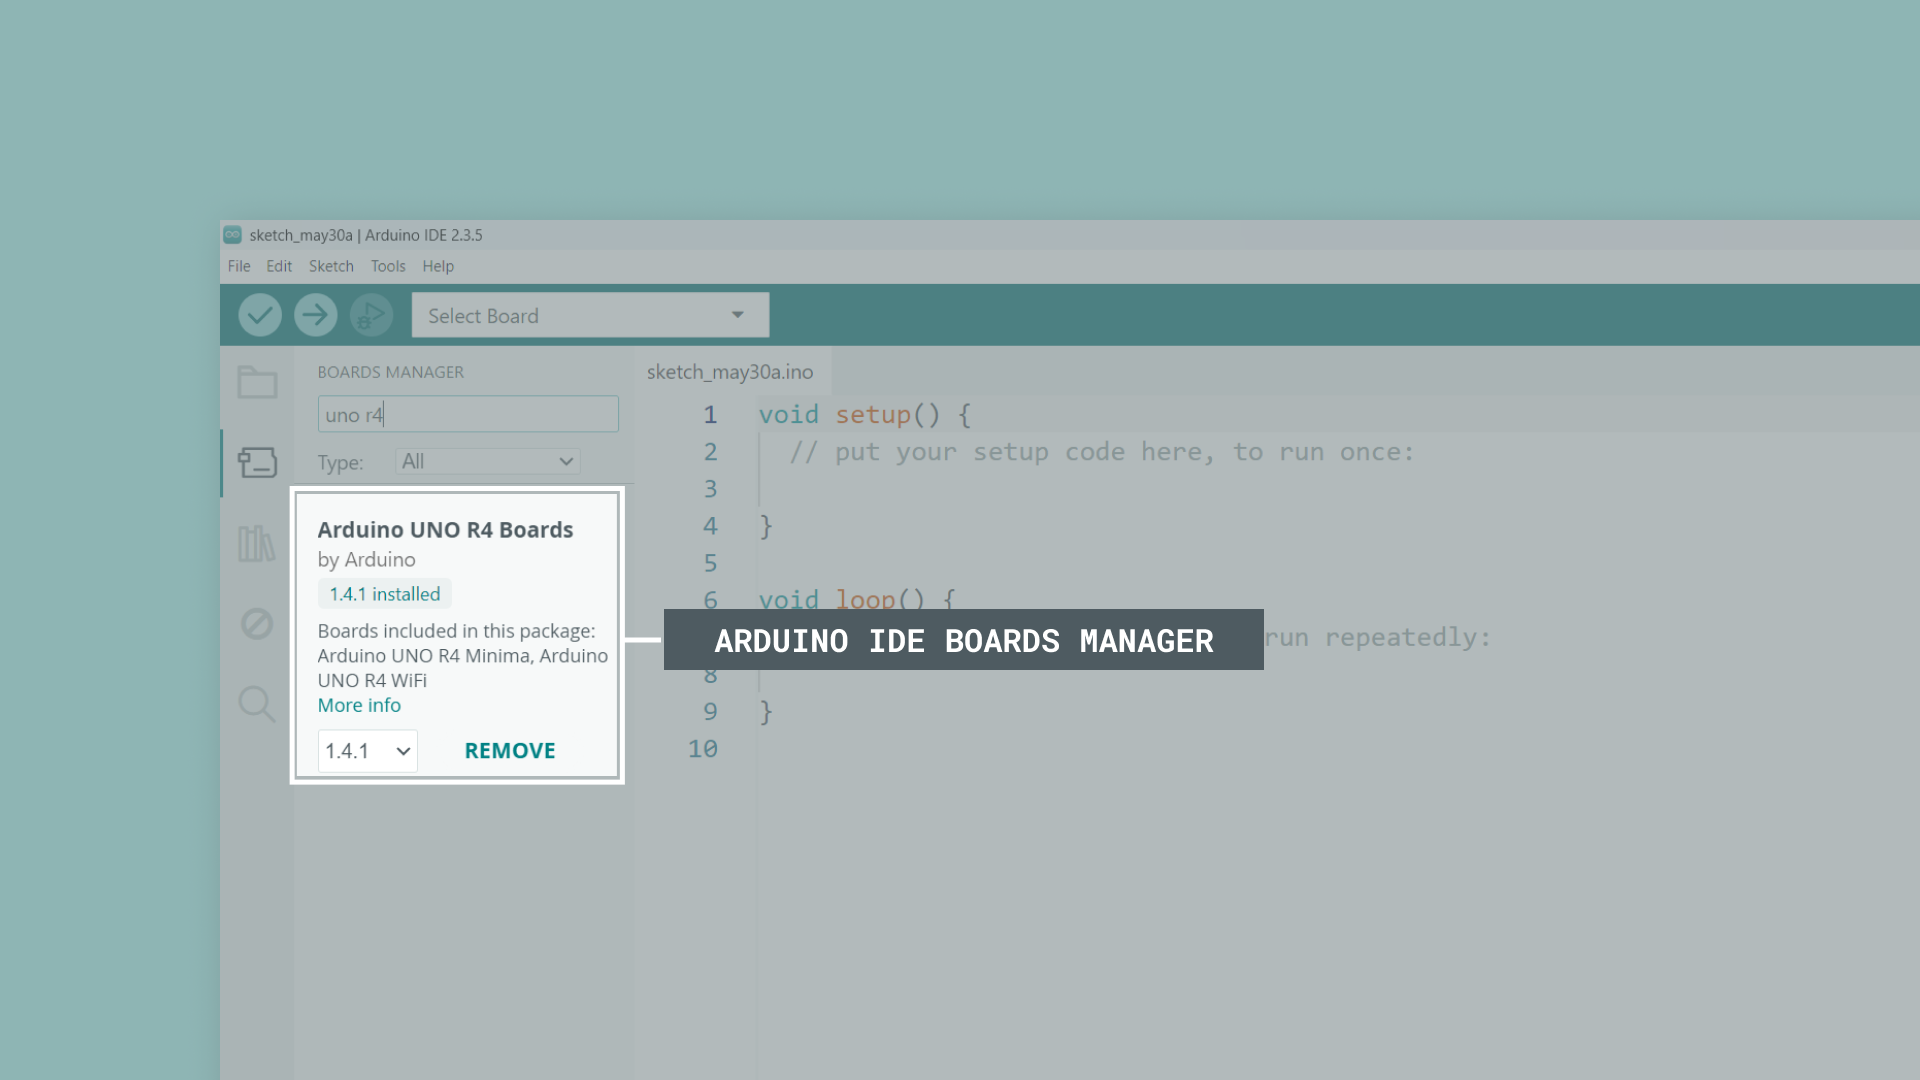 sketch_may30a | Arduino IDE 2.3.5
File Edit Sketch Tools Help
Select Board
BOARDS MANAGER
uno r4
Type: All
Arduino UNO R4 Boards
by Arduino
1.4.1 installed
Boards included in this package:
Arduino UNO R4 Minima, Arduino
UNO R4 WiFi
More info
1.4.1 REMOVE
sketch_may30a.ino
1 void setup() {
2 // put your setup code here, to run once:
3
4 }
5
6 void loop() {
ARDUINO IDE BOARDS MANAGER
run repeatedly:
8
9 }
10